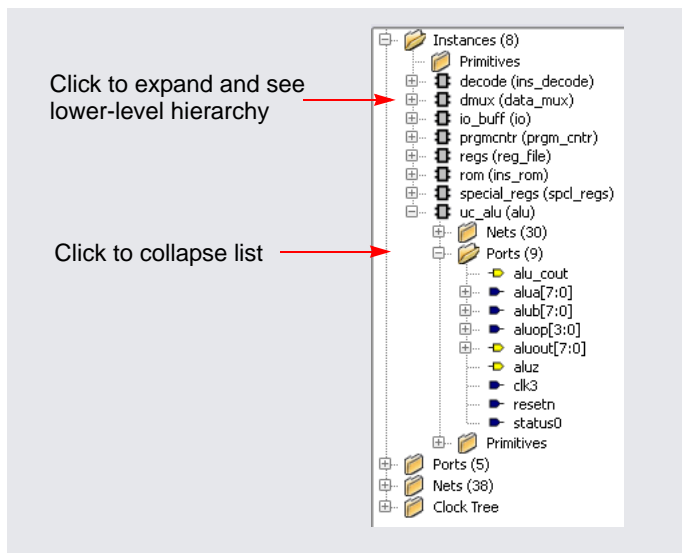 Click to expand and see
lower-level hierarchy
Click to collapse list
Instances (8)
Primitives
decode (ins_decode)
dmux (data_mux)
io_buff (io)
prgmcntr (prgm_cntr)
regs (reg_file)
rom (ins_rom)
special_regs (spcl_regs)
uc_alu (alu)
Nets (30)
Ports (9)
alu_cout
alua[7:0]
alub[7:0]
aluop[3:0]
aluout[7:0]
aluz
clk3
resetn
status0
Primitives
Ports (5)
Nets (38)
Clock Tree